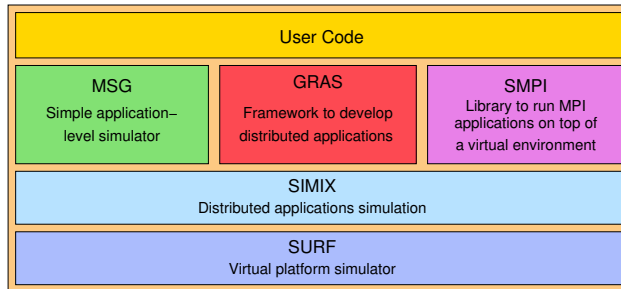 User Code
MSG
Simple application–
level simulator
GRAS
Framework to develop
distributed applications
SMPI
Library to run MPI
applications on top of
a virtual environment
SIMIX
Distributed applications simulation
SURF
Virtual platform simulator